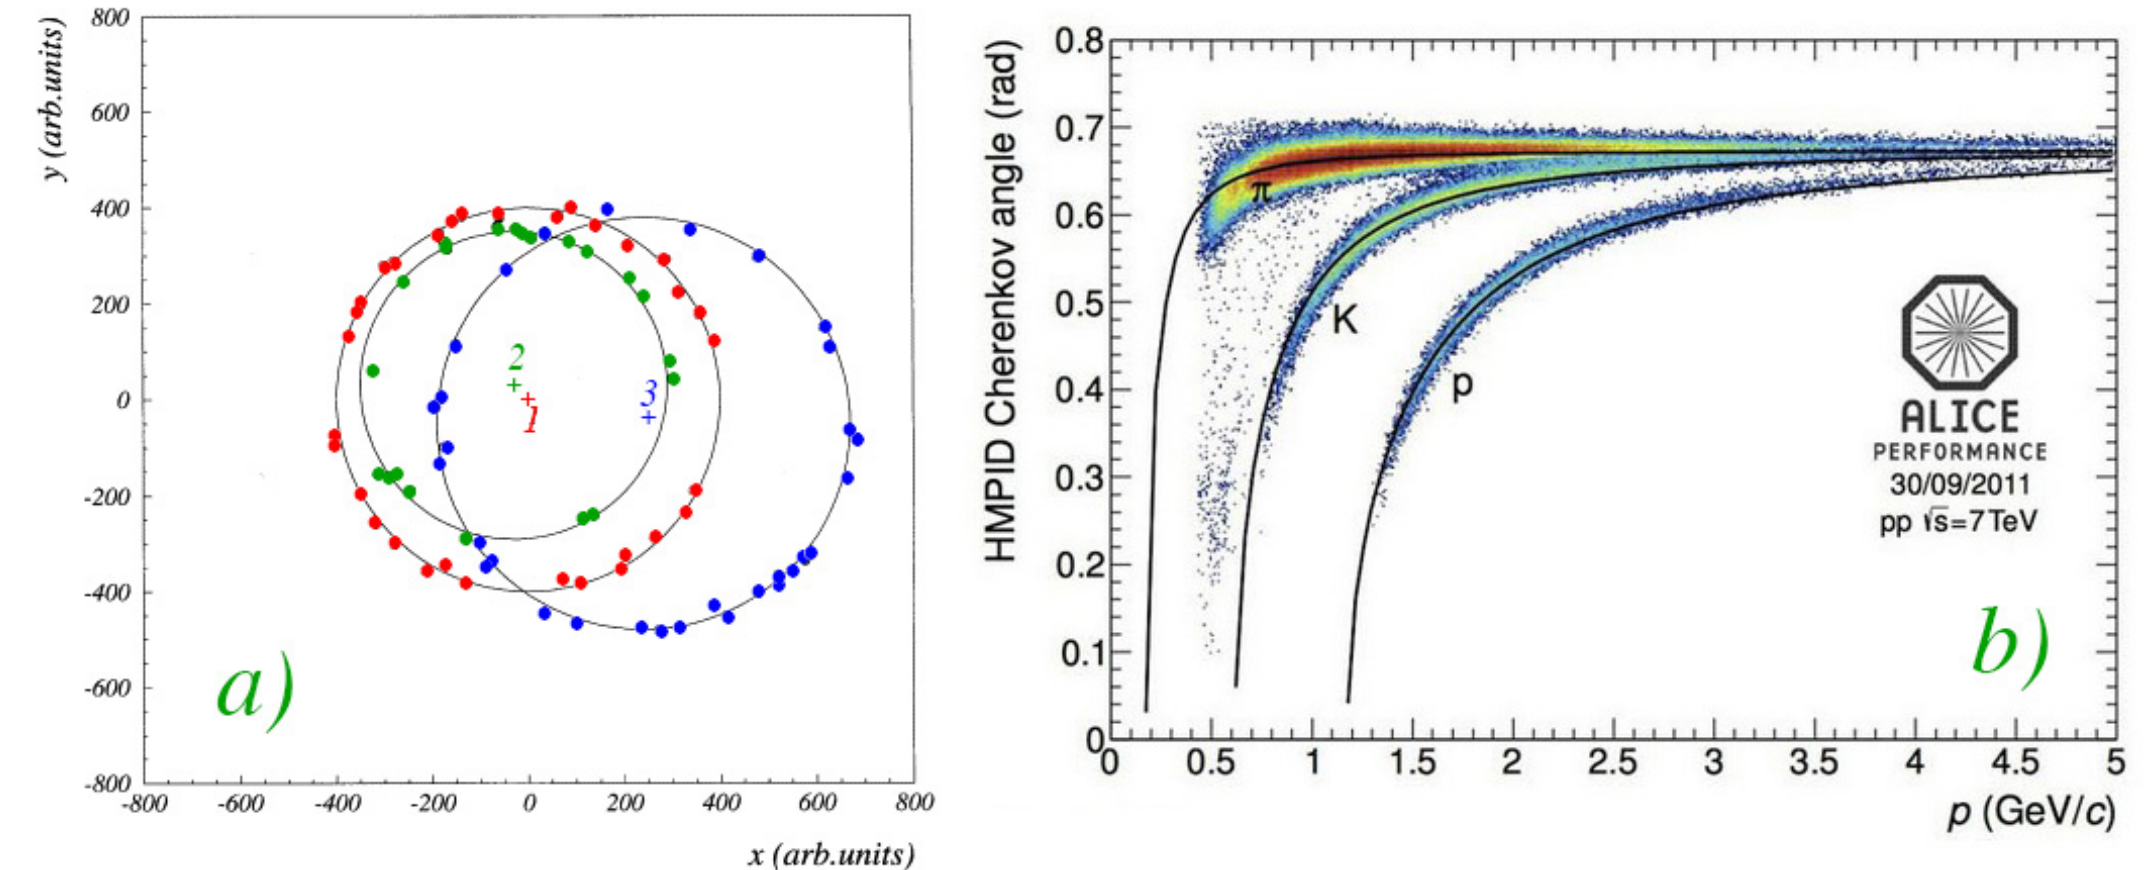 y (arb.units)
800
600
400
200
0
-200
-400
-600
-800
-800 -600 -400 -200 0 200 400 600 800
x (arb.units)
2
1
3
a)
HMPID Cherenkov angle (rad)
0.8
0.7
0.6
0.5
0.4
0.3
0.2
0.1
0
0 0.5 1 1.5 2 2.5 3 3.5 4 4.5 5
p (GeV/c)
π
K
p
ALICE
PERFORMANCE
30/09/2011
pp √s=7TeV
b)